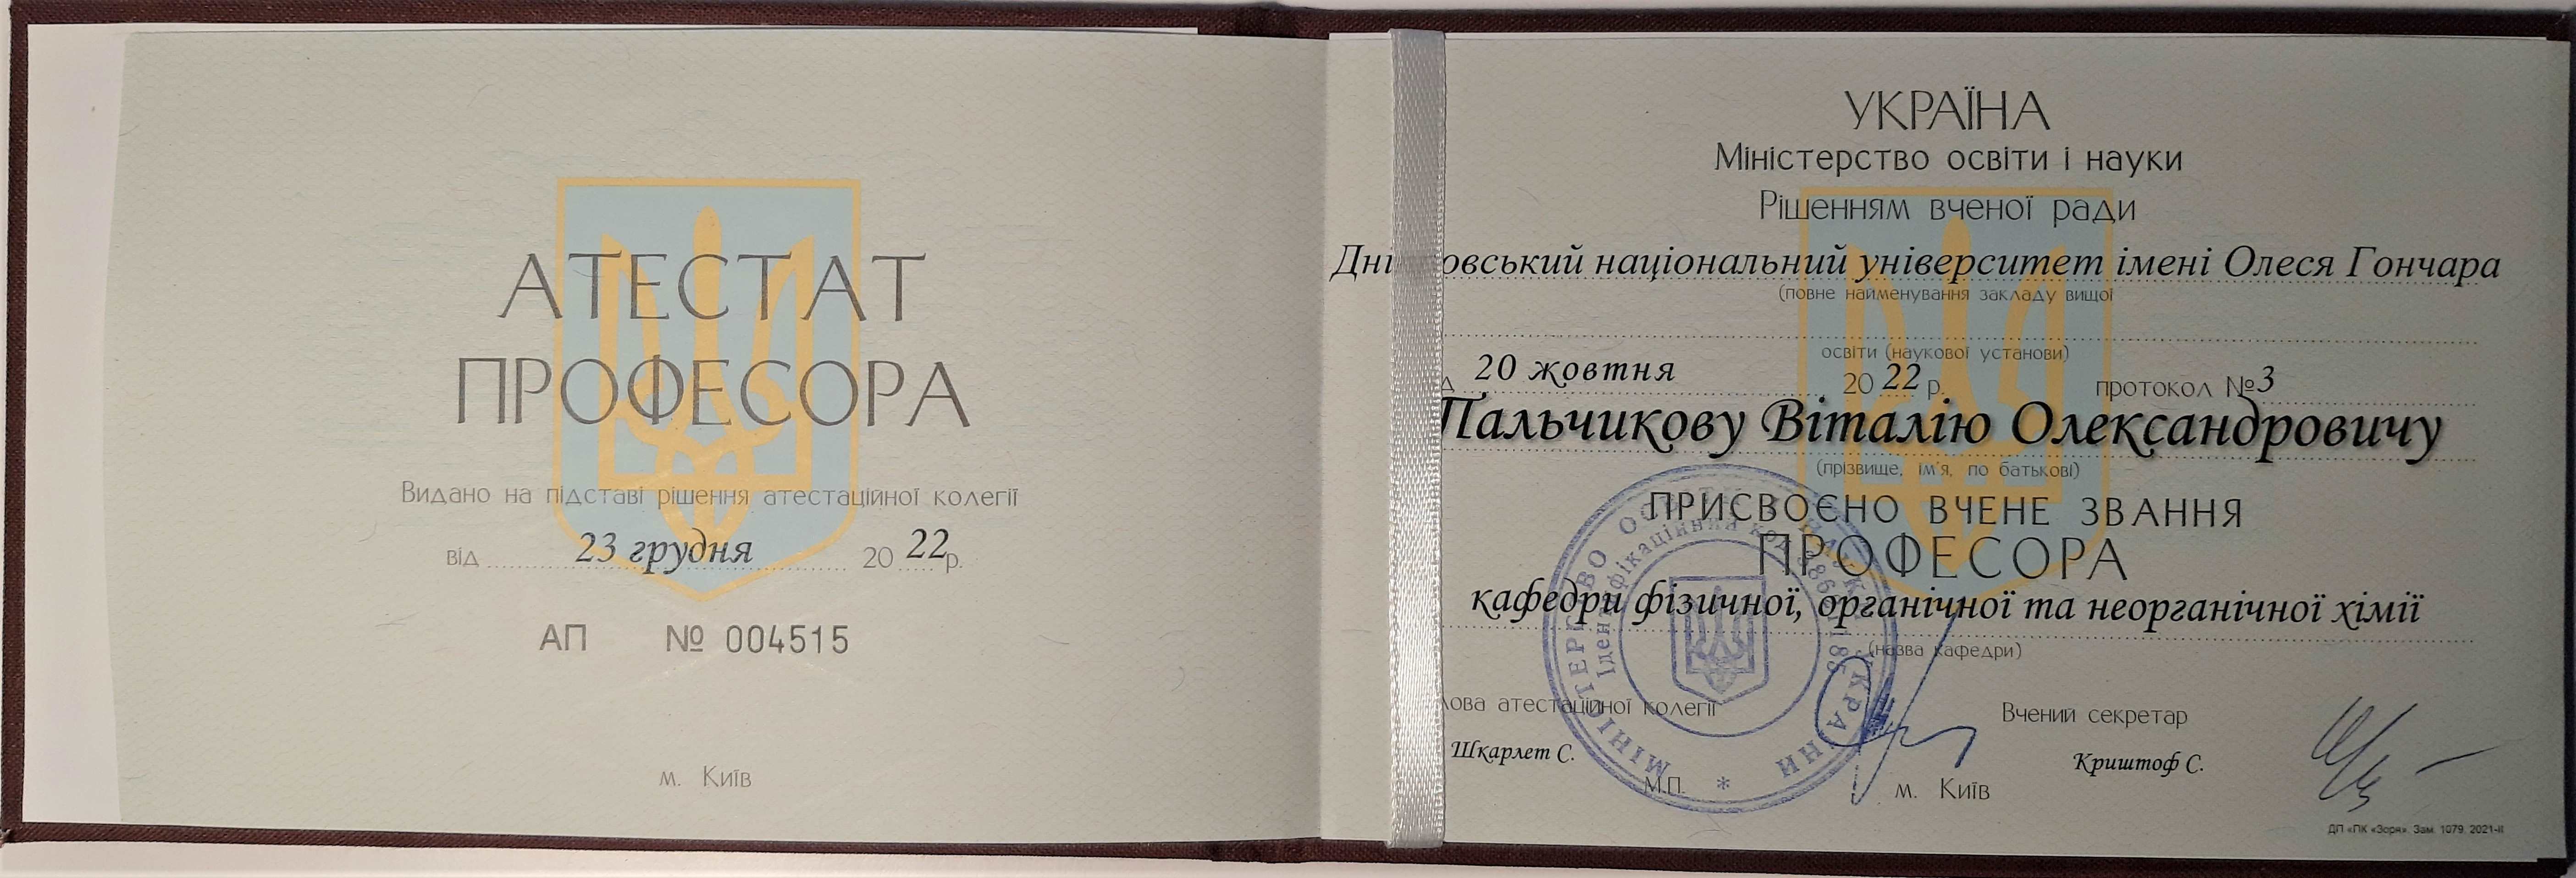 АТЕСТАТ
ПРОФЕСОРА
Видано на підставі рішення атестаційної колегії
від 23 грудня 20 22 р.
АП № 004515
м. Київ
УКРАЇНА
Міністерство освіти і науки
Рішенням вченої ради
Дні овський національний університет імені Олеся Гончара
(повне найменування закладу вищої
освіти (наукової установи)
д 20 жовтня 20 22 р. протокол № 3
Пальчикову Віталію Олександровичу
(прізвище, ім'я, по батькові)
ПРИСВОЄНО ВЧЕНЕ ЗВАННЯ
ПРОФЕСОРА
кафедри фізичної, органічної та неорганічної хімії
(назва кафедри)
лова атестаційної колегії
Вчений секретар
Шкарлет С.
Криштоф С.
М.П.
м. Київ
МІНІСТЕРСТВО ОСВІТИ І НАУКИ УКРАЇНИ *
Ідентифікаційний код
ДП «ПК «Зоря». Зам. 1079. 2021-ІІ